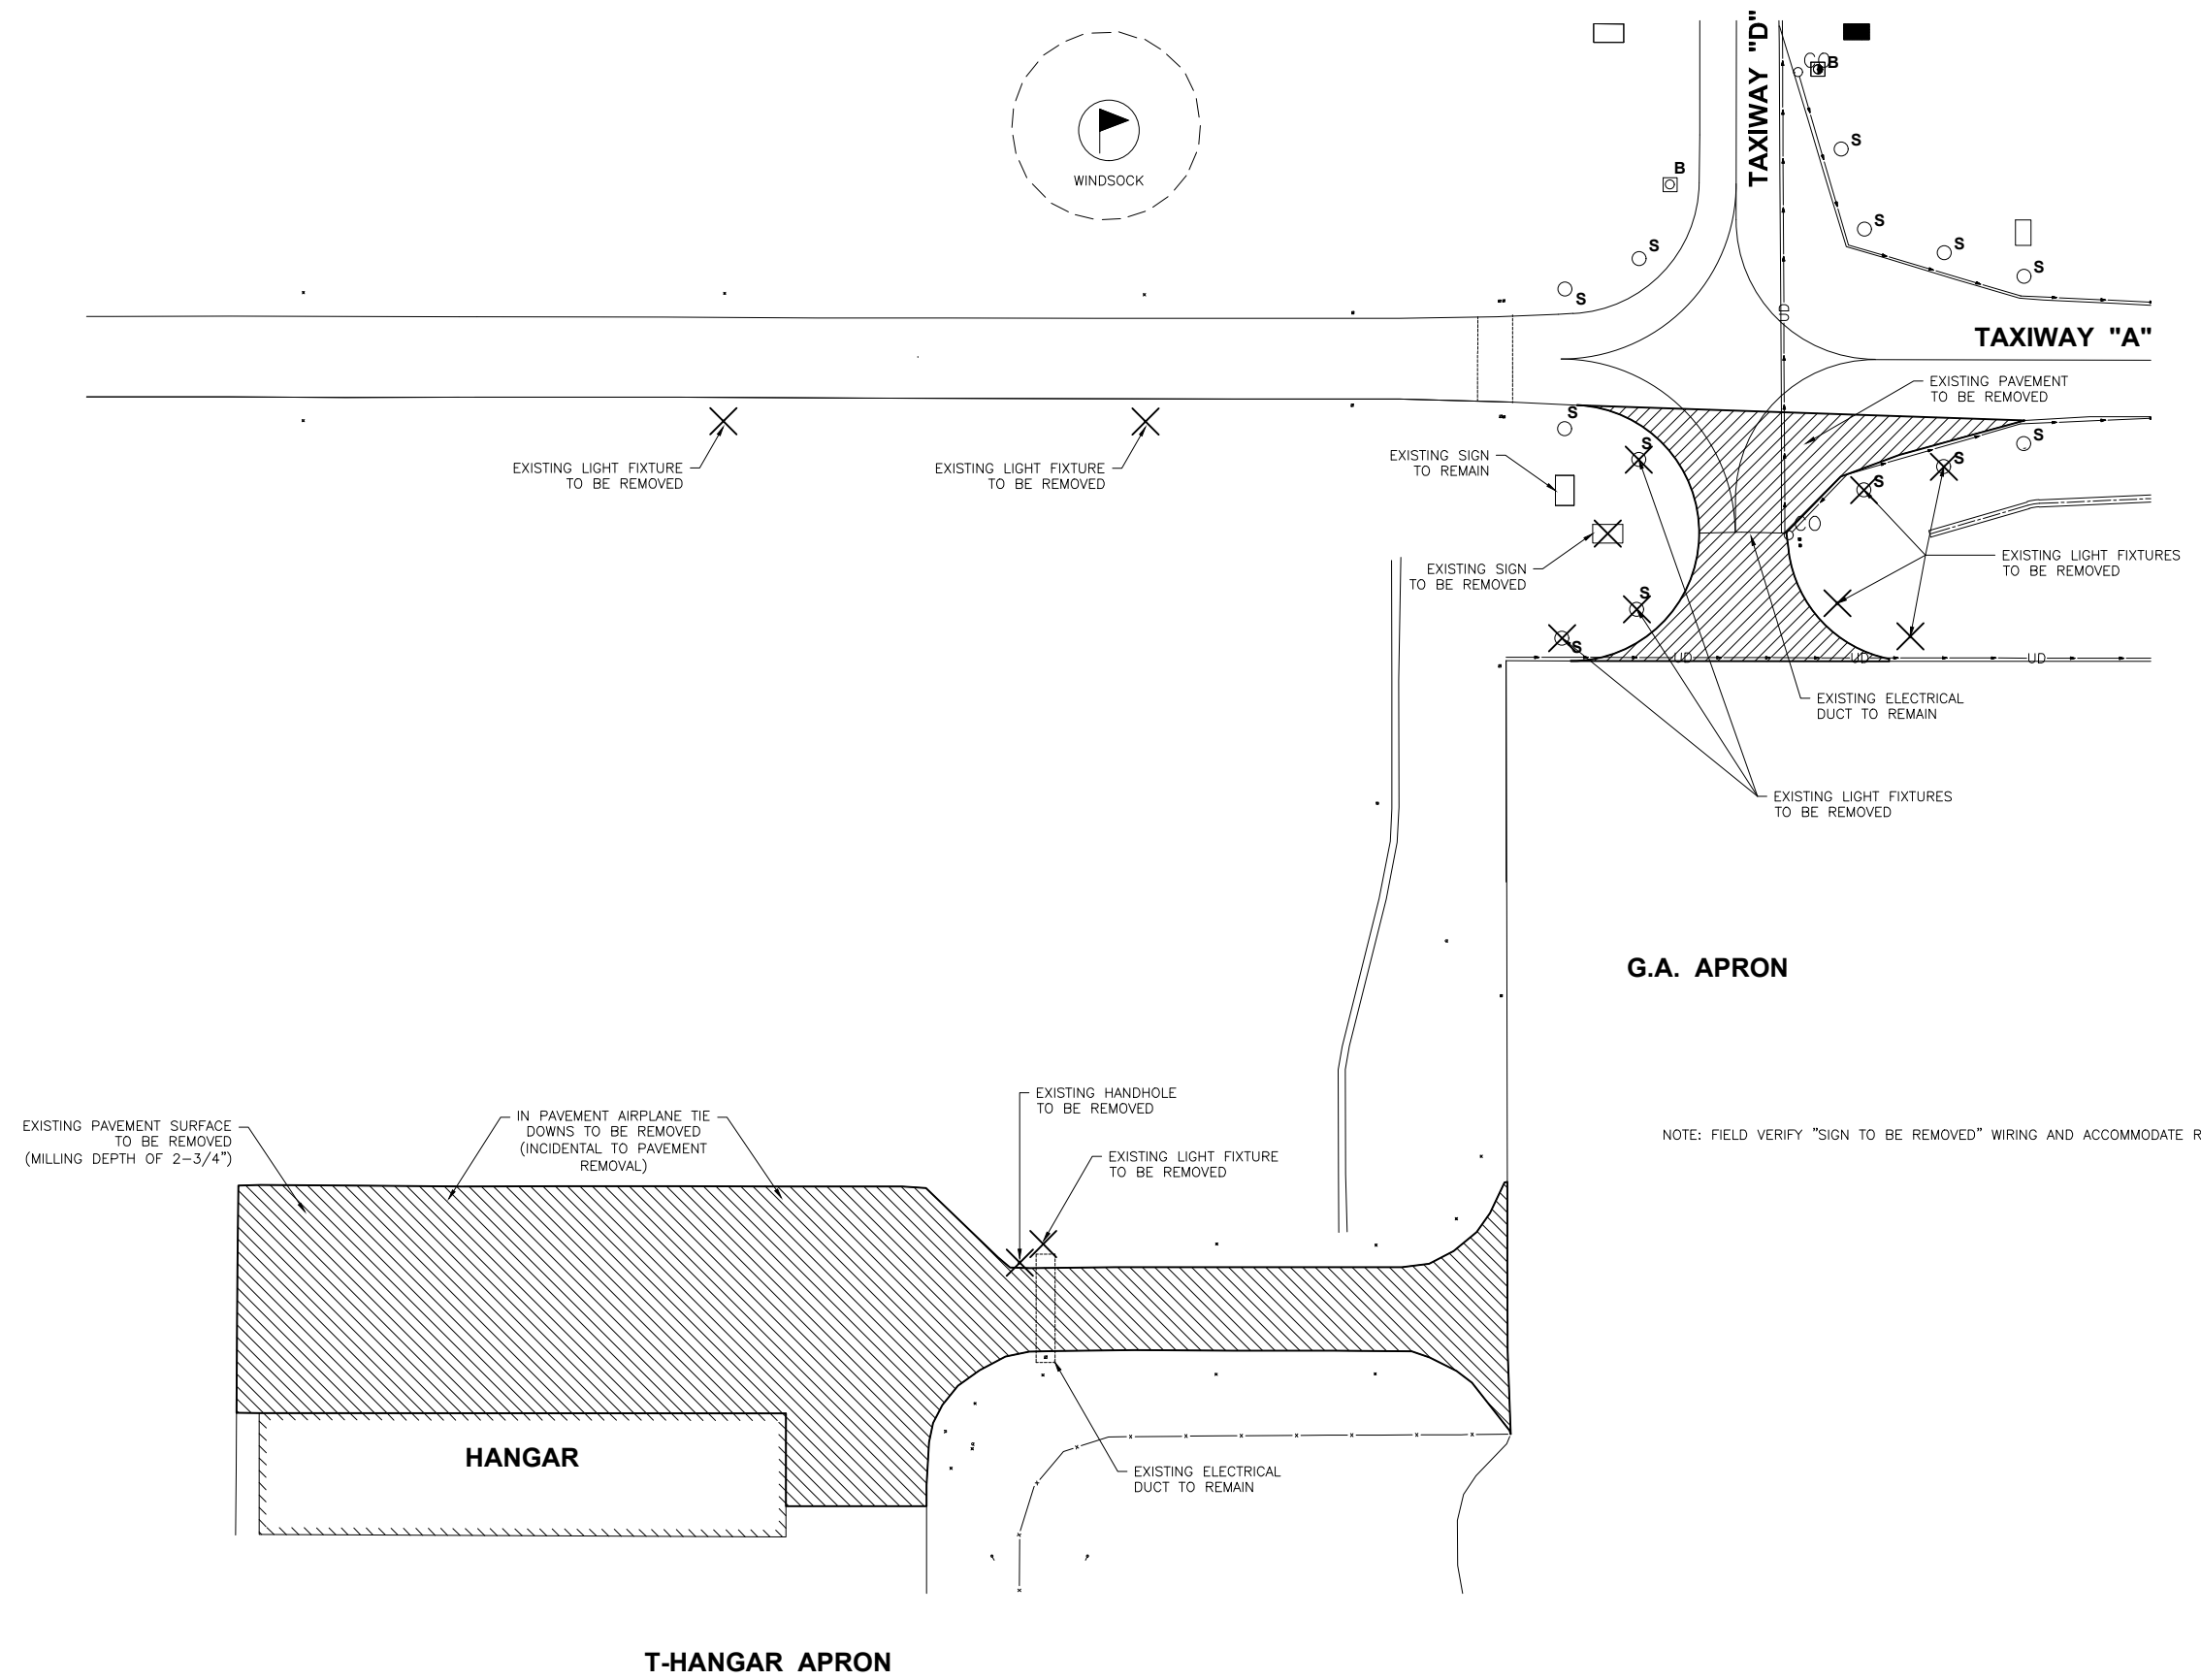 TAXIWAY "D"
CO
B
S
B
WINDSOCK
S
S
S
S
S
UD
TAXIWAY "A"
EXISTING PAVEMENT
TO BE REMOVED
S
S
S
S
S
EXISTING LIGHT FIXTURE
TO BE REMOVED
EXISTING LIGHT FIXTURE
TO BE REMOVED
EXISTING SIGN
TO REMAIN
CO
EXISTING SIGN
TO BE REMOVED
EXISTING LIGHT FIXTURES
TO BE REMOVED
S
S
UD
UD
UD
EXISTING ELECTRICAL
DUCT TO REMAIN
EXISTING LIGHT FIXTURES
TO BE REMOVED
G.A. APRON
EXISTING HANDHOLE
TO BE REMOVED
EXISTING PAVEMENT SURFACE
TO BE REMOVED
(MILLING DEPTH OF 2-3/4")
IN PAVEMENT AIRPLANE TIE
DOWNS TO BE REMOVED
(INCIDENTAL TO PAVEMENT
REMOVAL)
EXISTING LIGHT FIXTURE
TO BE REMOVED
NOTE: FIELD VERIFY "SIGN TO BE REMOVED" WIRING AND ACCOMMODATE R
HANGAR
EXISTING ELECTRICAL
DUCT TO REMAIN
T-HANGAR APRON